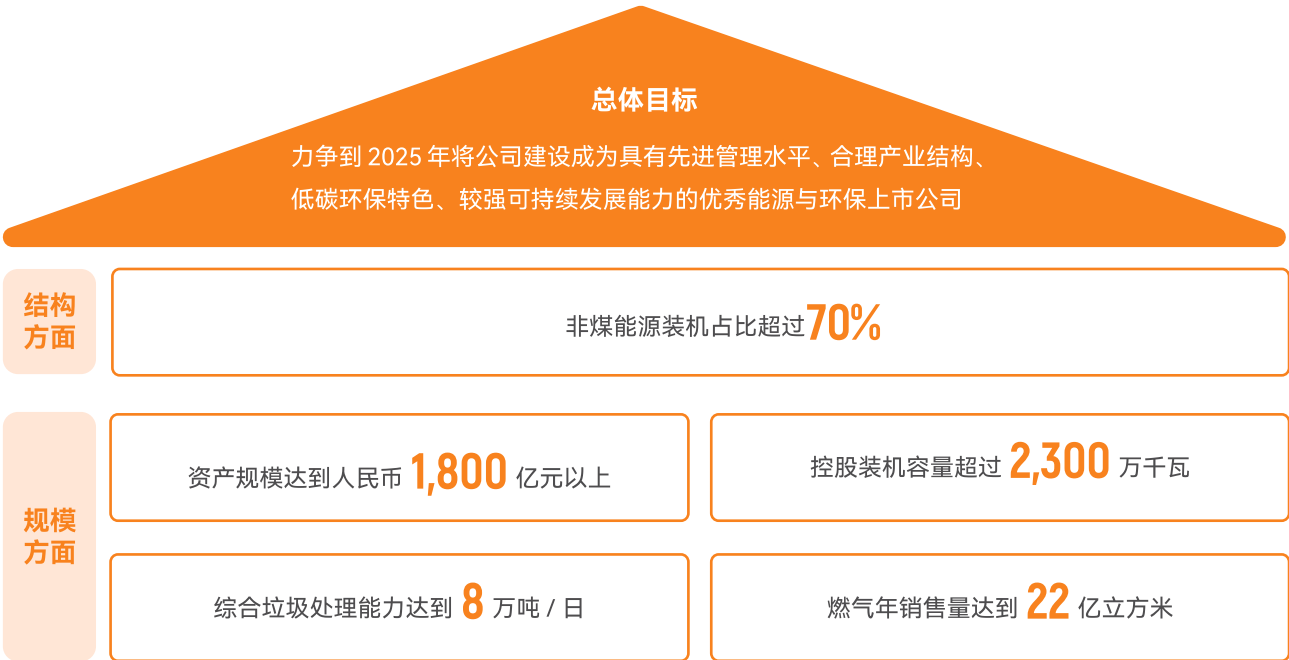 总体目标
力争到 2025 年将公司建设成为具有先进管理水平、合理产业结构、
低碳环保特色、较强可持续发展能力的优秀能源与环保上市公司
结构
方面
非煤能源装机占比超过70%
规模
方面
资产规模达到人民币 1,800 亿元以上
控股装机容量超过 2,300 万千瓦
综合垃圾处理能力达到 8 万吨 / 日
燃气年销售量达到 22 亿立方米